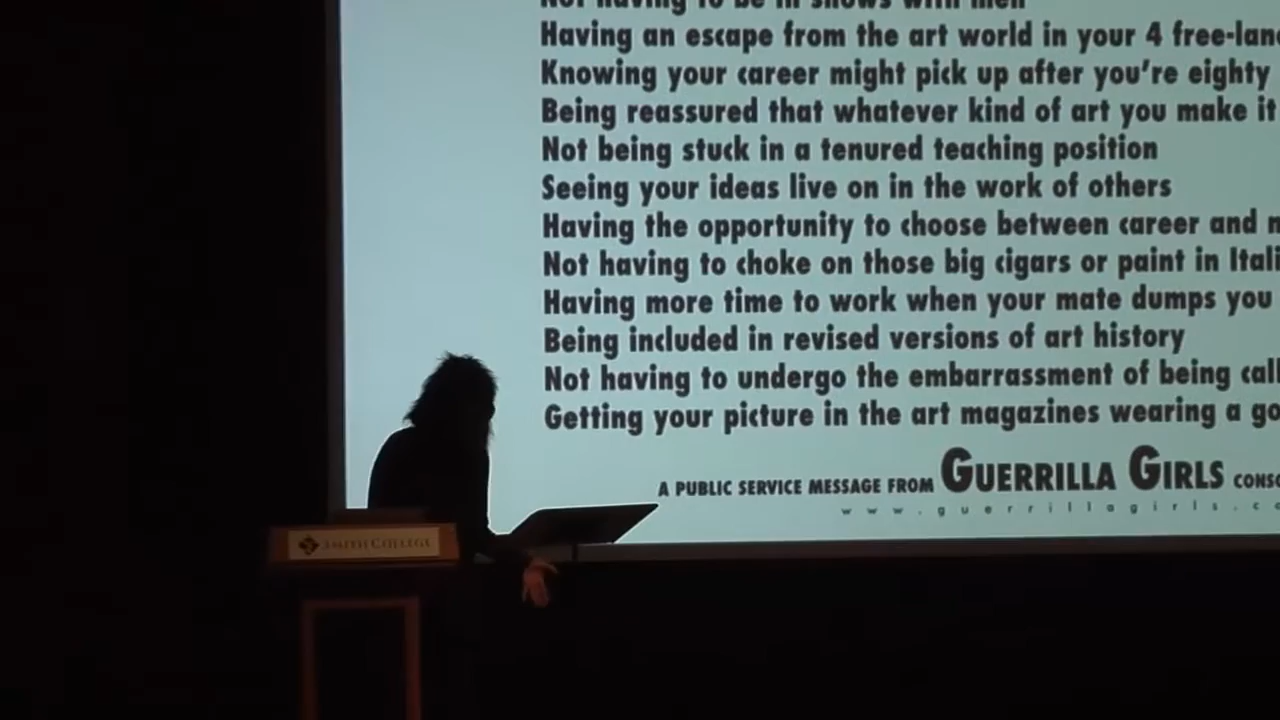 Not having to be in shows with men
Having an escape from the art world in your 4 free-lan
Knowing your career might pick up after you're eighty
Being reassured that whatever kind of art you make it
Not being stuck in a tenured teaching position
Seeing your ideas live on in the work of others
Having the opportunity to choose between career and m
Not having to choke on those big cigars or paint in Itali
Having more time to work when your mate dumps you
Being included in revised versions of art history
Not having to undergo the embarrassment of being call
Getting your picture in the art magazines wearing a go
A PUBLIC SERVICE MESSAGE FROM GUERRILLA GIRLS CONSC
www.guerrillagirls.co
SMITH COLLEGE